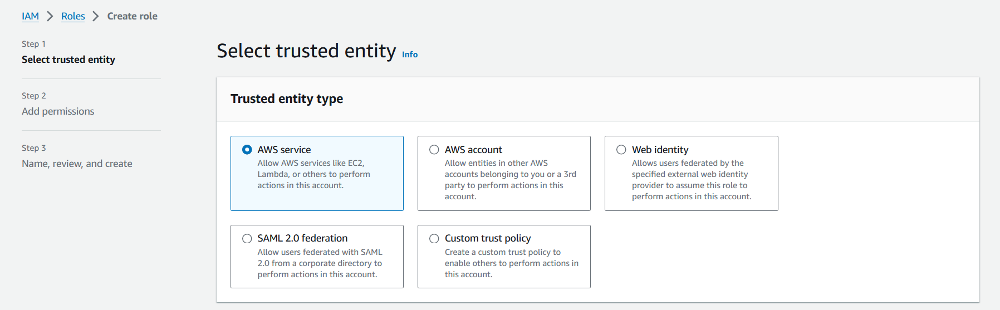 IAM > Roles > Create role
Step 1
Select trusted entity
Step 2
Add permissions
Step 3
Name, review, and create
Select trusted entity Info
Trusted entity type
AWS service
Allow AWS services like EC2,
Lambda, or others to perform
actions in this account.
AWS account
Allow entities in other AWS
accounts belonging to you or a 3rd
party to perform actions in this
account.
Web identity
Allows users federated by the
specified external web identity
provider to assume this role to
perform actions in this account.
SAML 2.0 federation
Allow users federated with SAML
2.0 from a corporate directory to
perform actions in this account.
Custom trust policy
Create a custom trust policy to
enable others to perform actions in
this account.